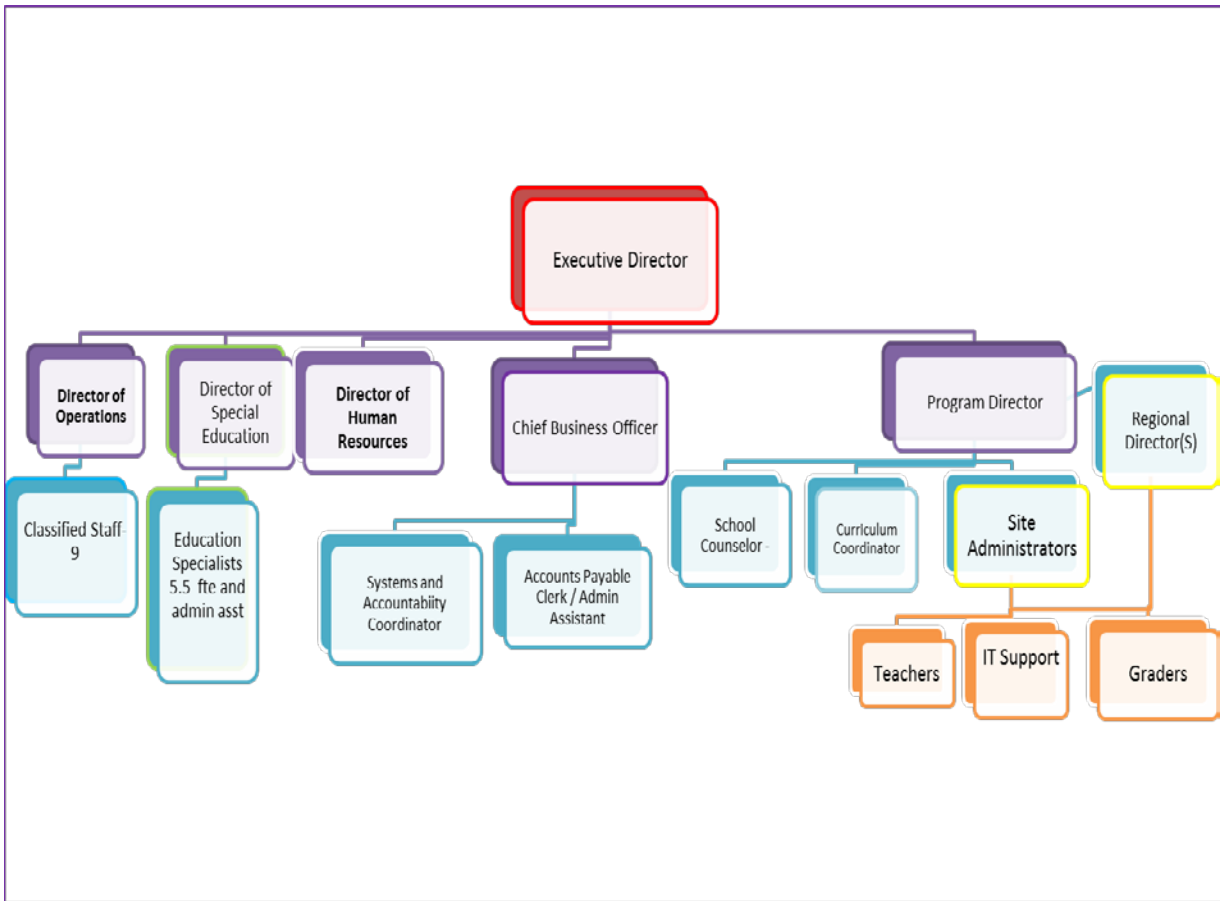 Executive Director
Director of
Operations
Director of
Special
Education
Director of
Human
Resources
Chief Business Officer
Program Director
Regional
Director(S)
Classified Staff-
9
Education
Specialists
5.5 fte and
admin asst
Systems and
Accountabiity
Coordinator
Accounts Payable
Clerk / Admin
Assistant
School
Counselor -
Curriculum
Coordinator
Site
Administrators
Teachers
IT Support
Graders